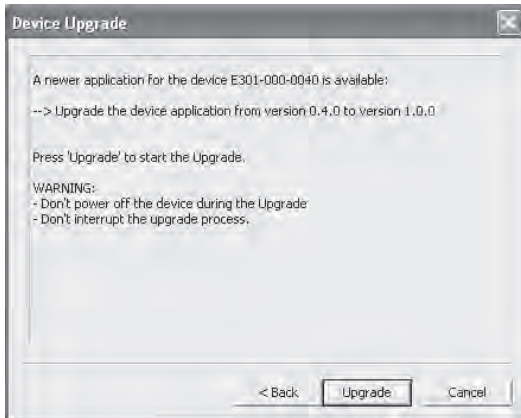 Device Upgrade
A newer application for the device E301-000-0040 is available:
--> Upgrade the device application from version 0.4.0 to version 1.0.0
Press 'Upgrade' to start the Upgrade.
WARNING:
- Don't power off the device during the Upgrade
- Don't interrupt the upgrade process.
< Back
Upgrade
Cancel